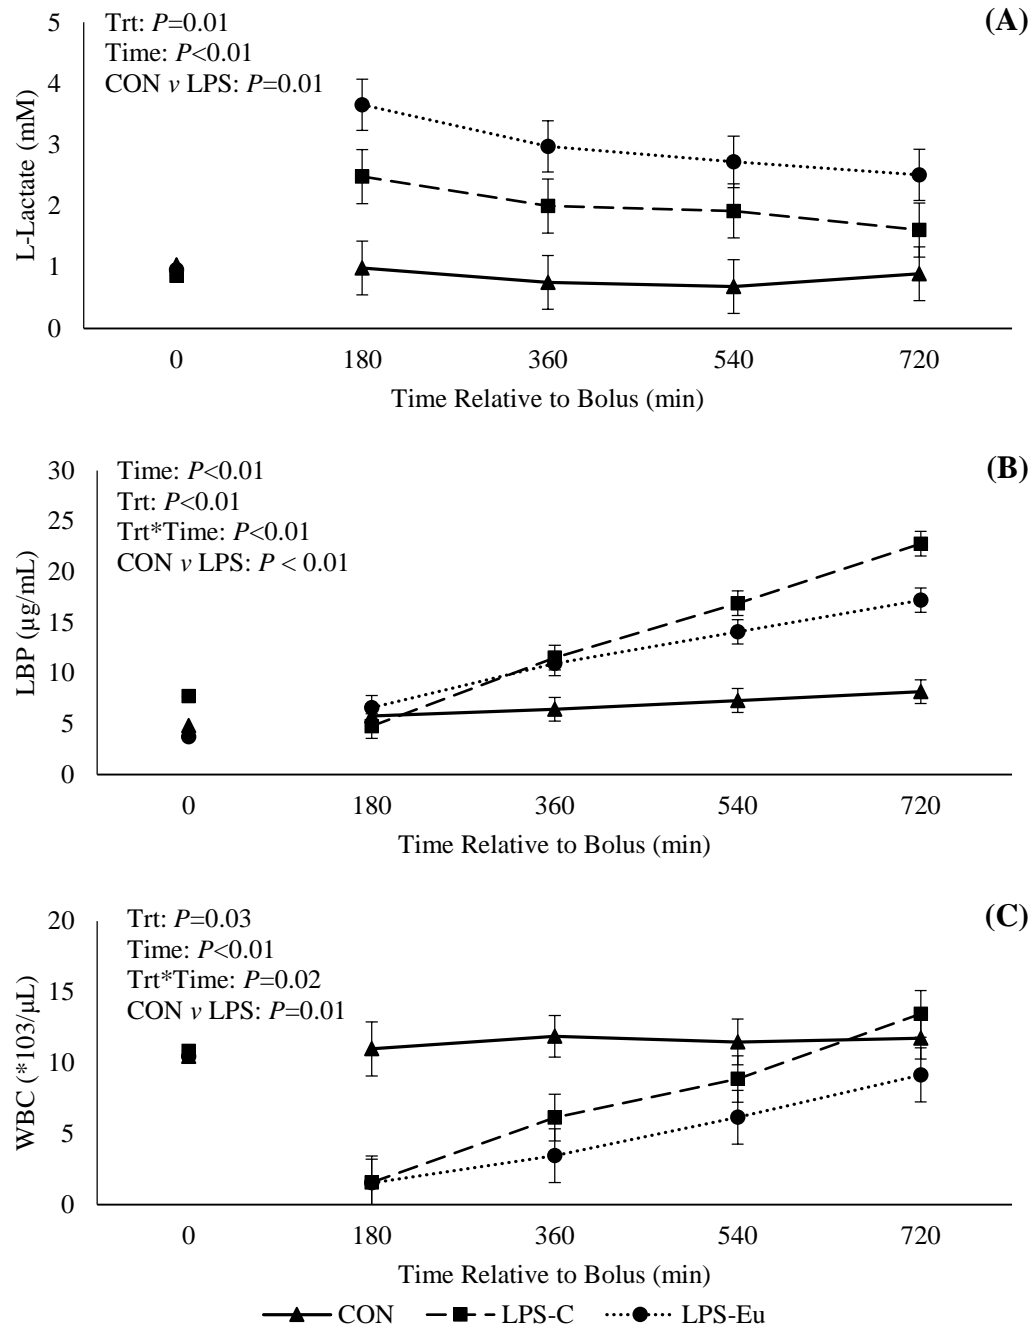 (A)
Trt: P=0.01
Time: P<0.01
CON v LPS: P=0.01
5
4
3
2
1
0
L-Lactate (mM)
0 180 360 540 720
Time Relative to Bolus (min)
(B)
Time: P<0.01
Trt: P<0.01
Trt*Time: P<0.01
CON v LPS: P < 0.01
30
25
20
15
10
5
0
LBP (µg/mL)
0 180 360 540 720
Time Relative to Bolus (min)
(C)
Trt: P=0.03
Time: P<0.01
Trt*Time: P=0.02
CON v LPS: P=0.01
20
15
10
5
0
WBC (*103/µL)
0 180 360 540 720
Time Relative to Bolus (min)
CON LPS-C LPS-Eu